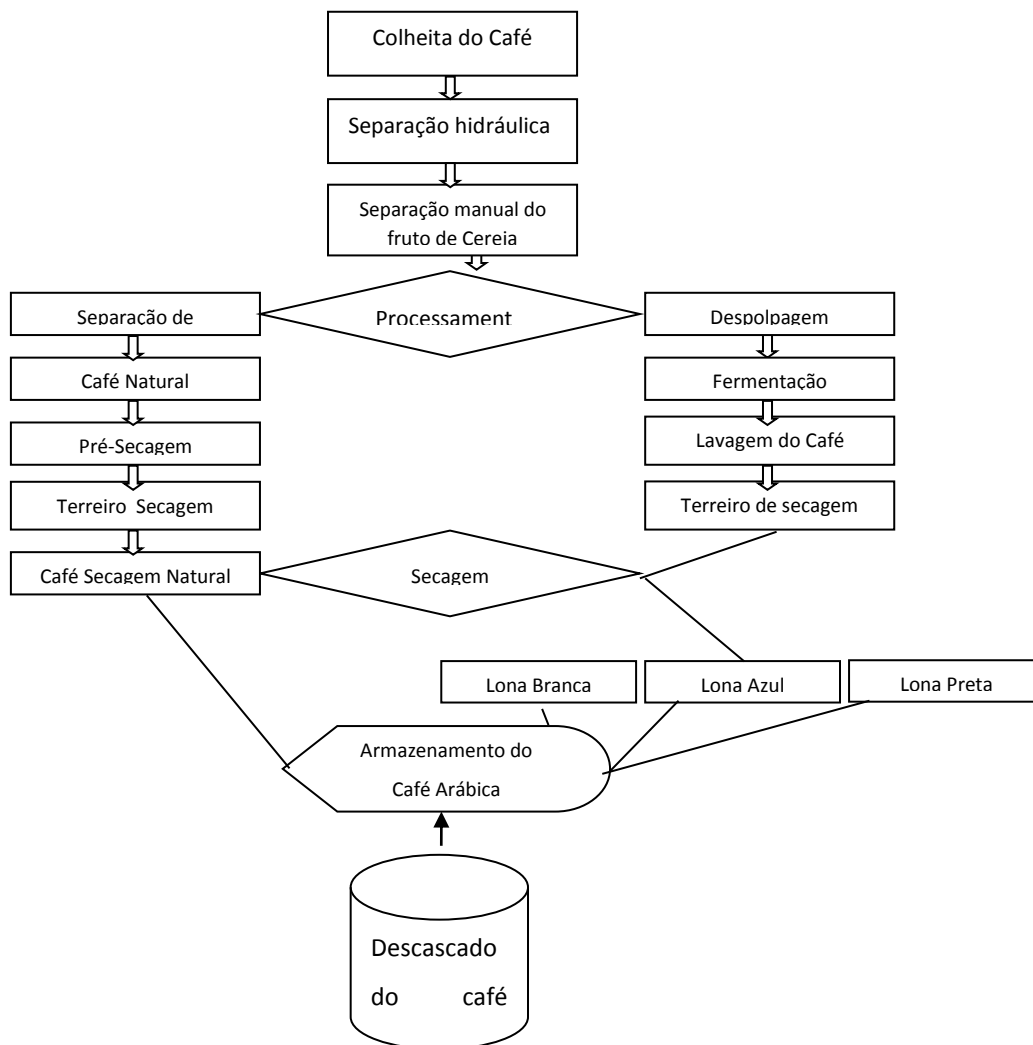 Colheita do Café
Separação hidráulica
Separação manual do
fruto de Cereia
Processament
Separação de
Café Natural
Pré-Secagem
Terreiro Secagem
Café Secagem Natural
Despolpagem
Fermentação
Lavagem do Café
Terreiro de secagem
Secagem
Lona Branca
Lona Azul
Lona Preta
Armazenamento do
Café Arábica
Descascado
do café